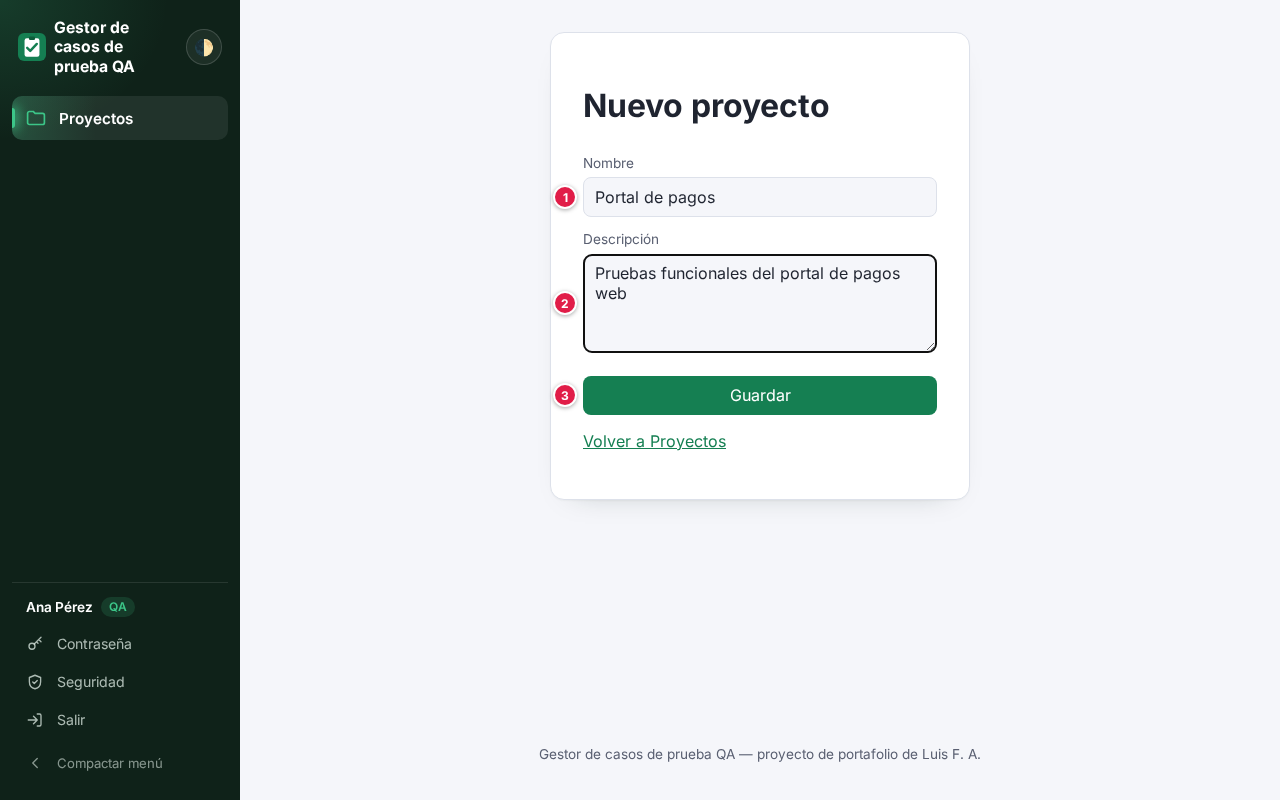 Gestor de
casos de
prueba QA
Proyectos
Nuevo proyecto
Nombre
1
Portal de pagos
Descripción
2
Pruebas funcionales del portal de pagos
web
3
Guardar
Volver a Proyectos
Ana Pérez QA
Contraseña
Seguridad
Salir
Compactar menú
Gestor de casos de prueba QA — proyecto de portafolio de Luis F. A.